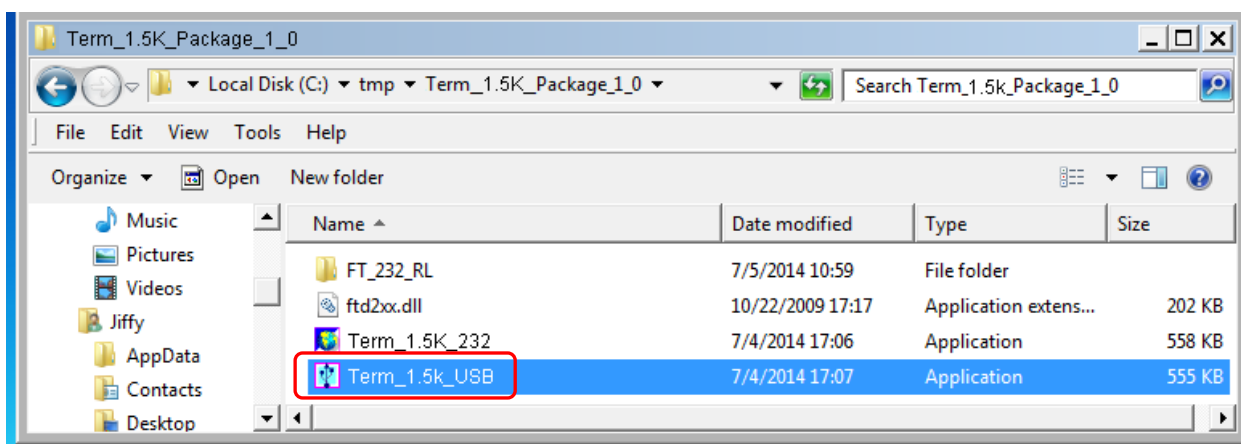 Term_1.5K_Package_1_0
Local Disk (C:) tmp Term_1.5K_Package_1_0 Search Term_1.5k_Package_1_0
File Edit View Tools Help
Organize Open New folder
Music Name Date modified Type Size
Pictures FT_232_RL 7/5/2014 10:59 File folder
Videos ftd2xx.dll 10/22/2009 17:17 Application extens... 202 KB
Jiffy Term_1.5K_232 7/4/2014 17:06 Application 558 KB
AppData Term_1.5k_USB 7/4/2014 17:07 Application 555 KB
Contacts
Desktop